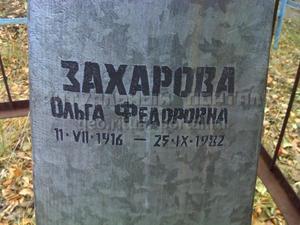 ЗАХАРОВА
ОЛЬГА ФЕДОРОВНА
11·VII·1916 — 25·IX·1982